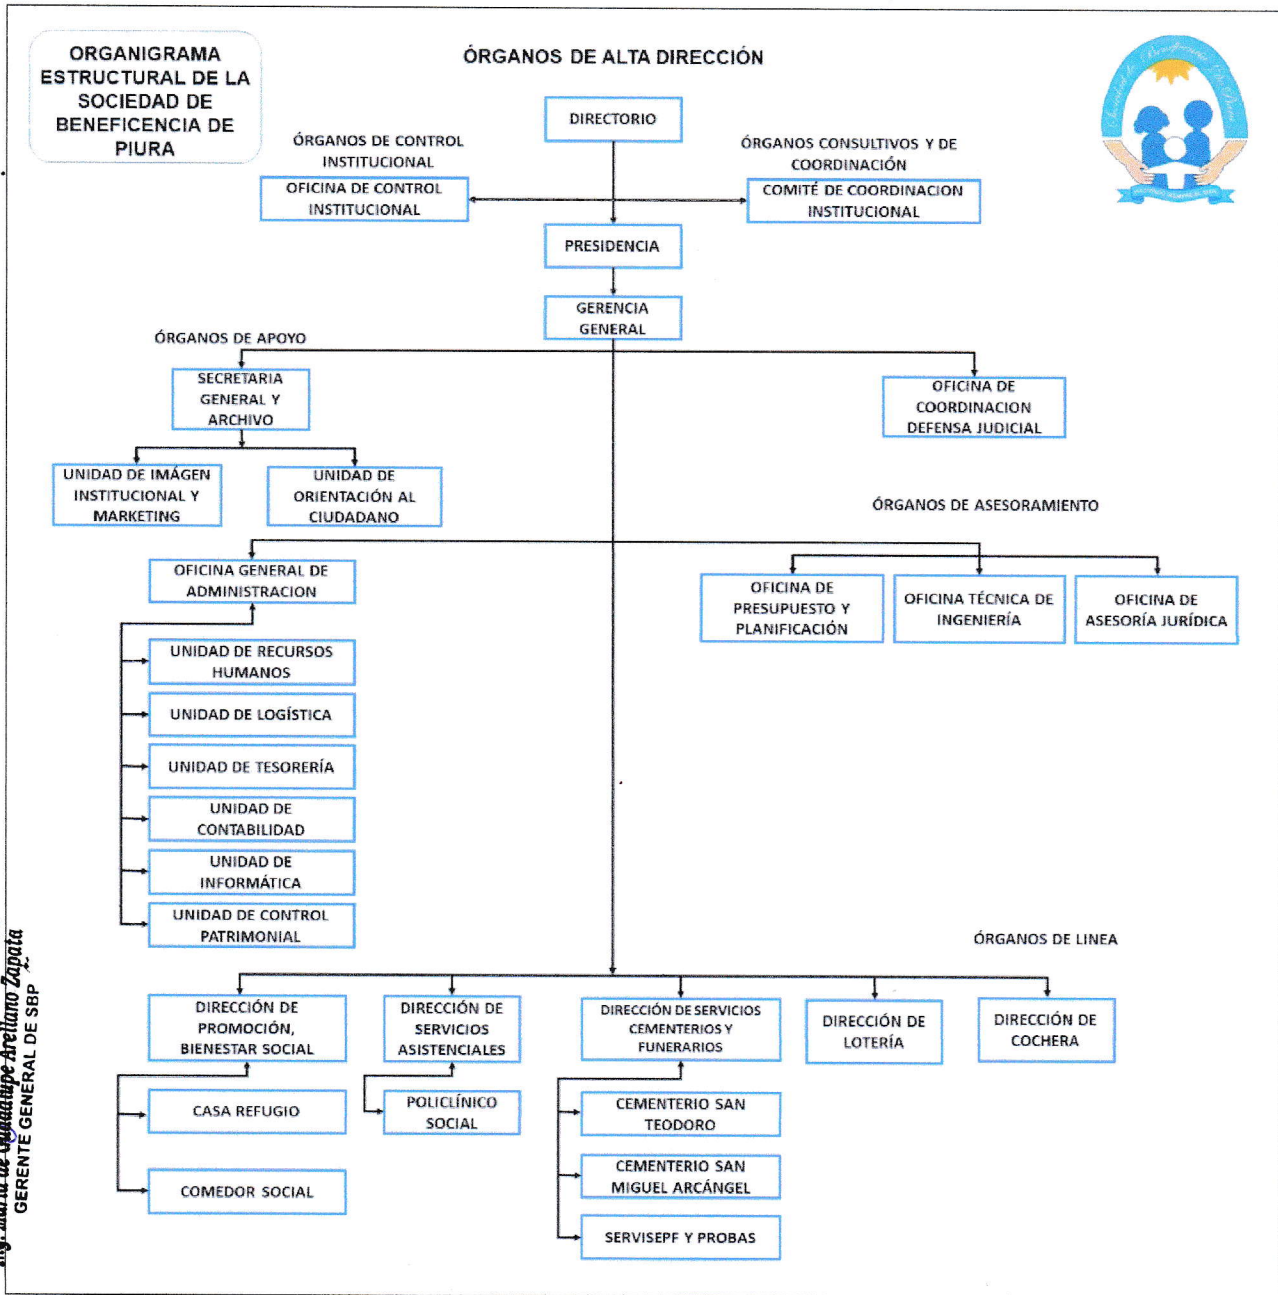 ORGANIGRAMA
ESTRUCTURAL DE LA
SOCIEDAD DE
BENEFICENCIA DE
PIURA
ÓRGANOS DE ALTA DIRECCIÓN
DIRECTORIO
ÓRGANOS DE CONTROL
INSTITUCIONAL
OFICINA DE CONTROL
INSTITUCIONAL
ÓRGANOS CONSULTIVOS Y DE
COORDINACIÓN
COMITÉ DE COORDINACION
INSTITUCIONAL
PRESIDENCIA
GERENCIA
GENERAL
ÓRGANOS DE APOYO
SECRETARIA
GENERAL Y
ARCHIVO
OFICINA DE
COORDINACION
DEFENSA JUDICIAL
UNIDAD DE IMÁGEN
INSTITUCIONAL Y
MARKETING
UNIDAD DE
ORIENTACIÓN AL
CIUDADANO
ÓRGANOS DE ASESORAMIENTO
OFICINA GENERAL DE
ADMINISTRACION
OFICINA DE
PRESUPUESTO Y
PLANIFICACIÓN
OFICINA TÉCNICA DE
INGENIERÍA
OFICINA DE
ASESORÍA JURÍDICA
UNIDAD DE RECURSOS
HUMANOS
UNIDAD DE LOGÍSTICA
UNIDAD DE TESORERÍA
UNIDAD DE
CONTABILIDAD
UNIDAD DE
INFORMÁTICA
UNIDAD DE CONTROL
PATRIMONIAL
ÓRGANOS DE LINEA
DIRECCIÓN DE
PROMOCIÓN,
BIENESTAR SOCIAL
DIRECCIÓN DE
SERVICIOS
ASISTENCIALES
DIRECCIÓN DE SERVICIOS
CEMENTERIOS Y
FUNERARIOS
DIRECCIÓN DE
LOTERÍA
DIRECCIÓN DE
COCHERA
CASA REFUGIO
COMEDOR SOCIAL
POLICLÍNICO
SOCIAL
CEMENTERIO SAN
TEODORO
CEMENTERIO SAN
MIGUEL ARCÁNGEL
SERVISEPF Y PROBAS
Arellano Zapata
GERENTE GENERAL DE SBP